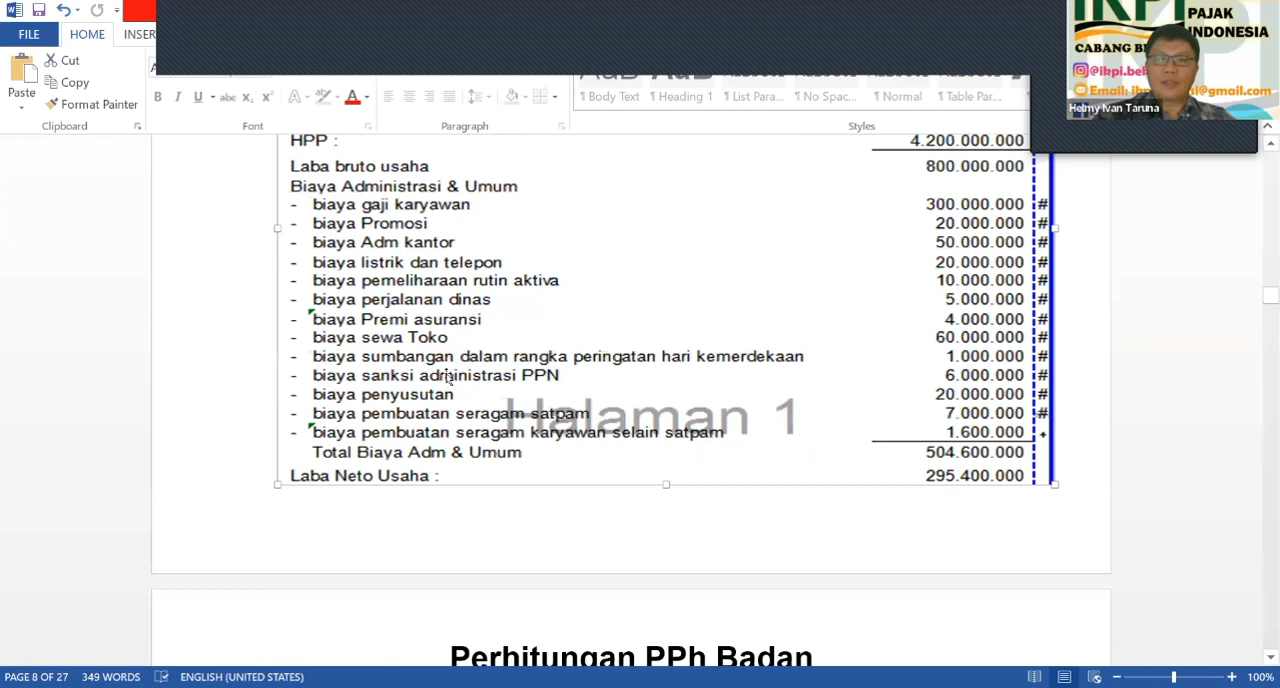 FILE
HOME
INSER
Cut
Copy
Paste
Format Painter
B I U abc X₂ X² A A
Body Text
Heading 1
List Para...
No Spac...
Normal
Table Par...
Clipboard
Font
Paragraph
Styles
PAJAK
INDONESIA
@ikpi.be
Helmy Ivan Taruna
HPP : 4.200.000.000
Laba bruto usaha 800.000.000
Biaya Administrasi & Umum
- biaya gaji karyawan 300.000.000 #
- biaya Promosi 20.000.000 #
- biaya Adm kantor 50.000.000 #
- biaya listrik dan telepon 20.000.000 #
- biaya pemeliharaan rutin aktiva 10.000.000 #
- biaya perjalanan dinas 5.000.000 #
- biaya Premi asuransi 4.000.000 #
- biaya sewa Toko 60.000.000 #
- biaya sumbangan dalam rangka peringatan hari kemerdekaan 1.000.000 #
- biaya sanksi administrasi PPN 6.000.000 #
- biaya penyusutan 20.000.000 #
- biaya pembuatan seragam satpam 7.000.000 #
- biaya pembuatan seragam karyawan selain satpam 1.600.000 +
Halaman 1
Total Biaya Adm & Umum 504.600.000
Laba Neto Usaha : 295.400.000
Perhitungan PPh Badan
PAGE 8 OF 27
349 WORDS
ENGLISH (UNITED STATES)
100%